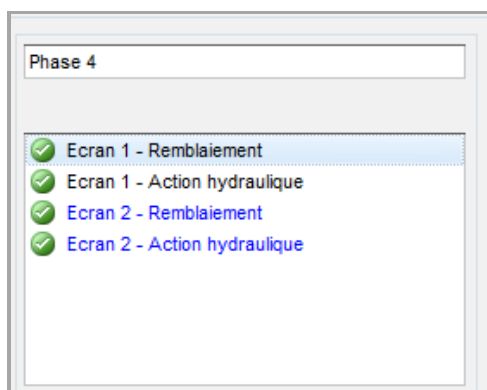 Phase 4
Ecran 1 - Remblaiement
Ecran 1 - Action hydraulique
Ecran 2 - Remblaiement
Ecran 2 - Action hydraulique